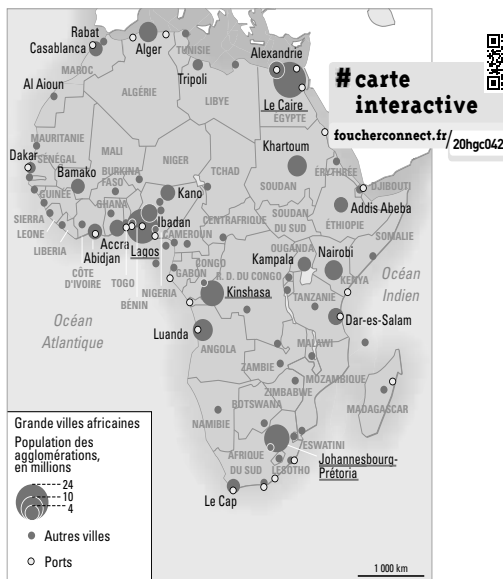 Rabat
Casablanca
MAROC
Al Aioun
Alger
ALGÉRIE
TUNISIE
Tripoli
LIBYE
Alexandrie
Le Caire
ÉGYPTE
# carte
interactive
foucherconnect.fr/20hgc042
MAURITANIE
MALI
NIGER
TCHAD
Khartoum
SOUDAN
ÉRYTHRÉE
DJIBOUTI
Dakar
SÉNÉGAL
Bamako
BURKINA
FASO
Kano
GUINÉE
GHANA
Ibadan
SIERRA
LEONE
LIBERIA
Abidjan
Accra
Lagos
CÔTE
D'IVOIRE
TOGO
BÉNIN
NIGERIA
CAMEROUN
CENTRAFRIQUE
SOUDAN
DU SUD
Addis Abeba
ÉTHIOPIE
SOMALIE
OUGANDA
Kampala
Nairobi
KENYA
GABON
CONGO
R. D. DU CONGO
Kinshasa
TANZANIE
Dar-es-Salam
Océan
Indien
Océan
Atlantique
Luanda
ANGOLA
MALAWI
ZAMBIE
MOZAMBIQUE
ZIMBABWE
MADAGASCAR
BOTSWANA
NAMIBIE
AFRIQUE
DU SUD
LESOTHO
ESWATINI
Johannesbourg-
Prétoria
Le Cap
Grande villes africaines
Population des
agglomérations,
en millions
24
10
4
Autres villes
Ports
1 000 km